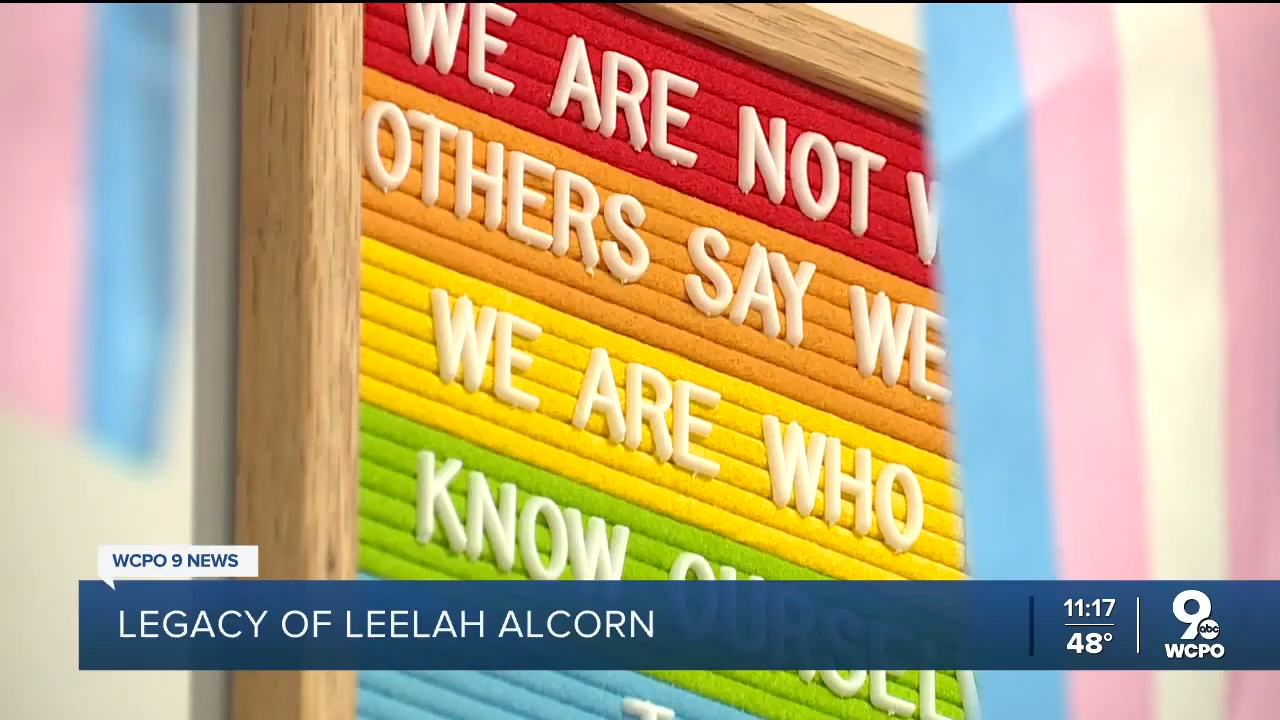 WE ARE NOT
OTHERS SAY WE
WE ARE WHO
KNOW OURSEL
WCPO 9 NEWS
LEGACY OF LEELAH ALCORN
11:17
48°
9
abc
WCPO